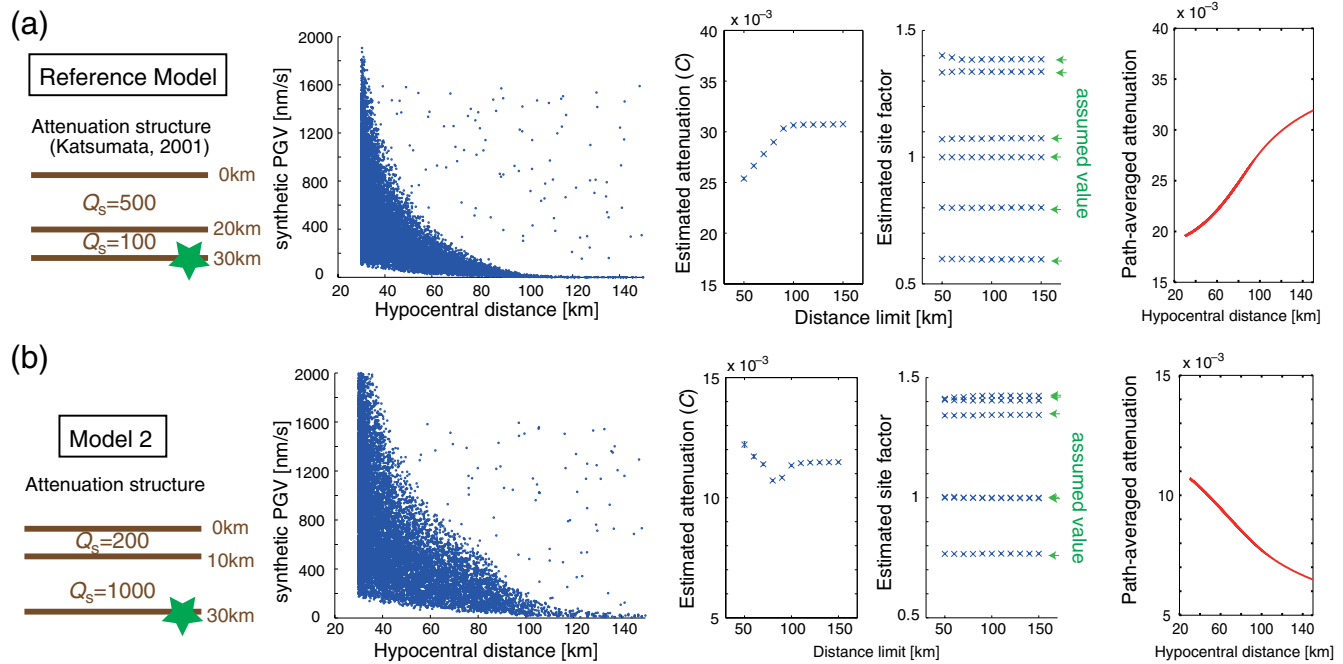 (a)
Reference Model
Attenuation structure
(Katsumata, 2001)
0km
Qs=500
20km
Qs=100
30km
synthetic PGV [nm/s]
2000
1600
1200
800
400
0
20 40 60 80 100 120 140
Hypocentral distance [km]
x 10⁻³
Estimated attenuation (C)
40
35
30
25
20
15
50 100 150
Estimated site factor
1.5
1
0.5
50 100 150
assumed value
Distance limit [km]
x 10⁻³
Path-averaged attenuation
40
35
30
25
20
15
20 60 100 140
Hypocentral distance [km]
(b)
Model 2
Attenuation structure
0km
Qs=200
10km
Qs=1000
30km
synthetic PGV [nm/s]
2000
1600
1200
800
400
0
20 40 60 80 100 120 140
Hypocentral distance [km]
x 10⁻³
Estimated attenuation (C)
15
10
5
50 100 150
Estimated site factor
1.5
1
0.5
50 100 150
assumed value
Distance limit [km]
x 10⁻³
Path-averaged attenuation
15
10
5
20 60 100 140
Hypocentral distance [km]